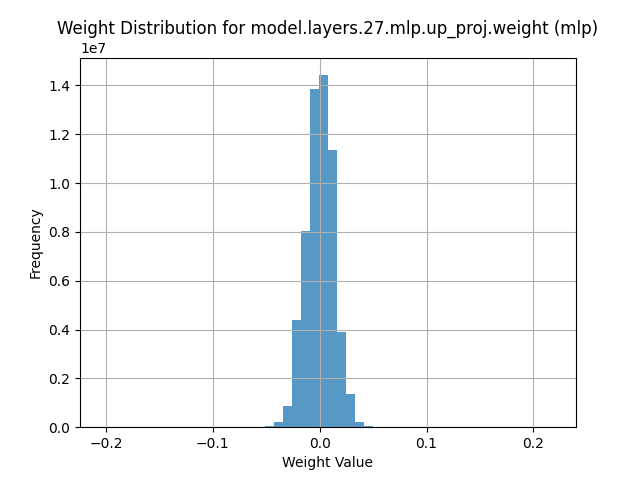 Weight Distribution for model.layers.27.mlp.up_proj.weight (mlp)
1e7
1.4
1.2
1.0
0.8
0.6
0.4
0.2
0.0
Frequency
−0.2 −0.1 0.0 0.1 0.2
Weight Value